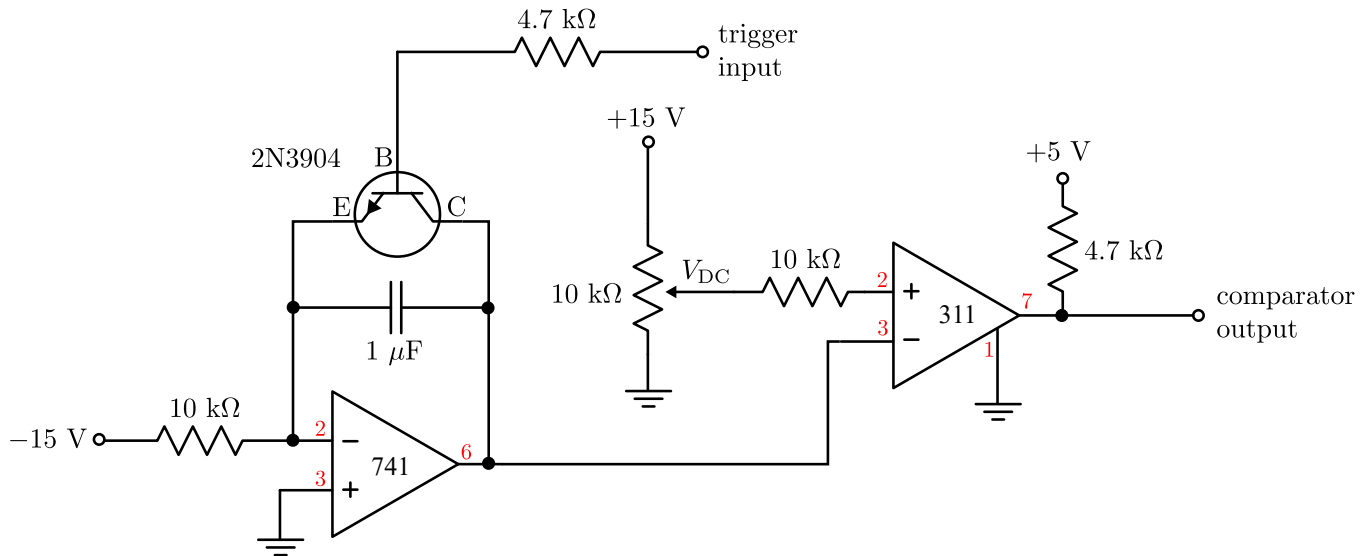 4.7 kΩ
trigger
input
+15 V
2N3904
B
E
C
+5 V
4.7 kΩ
V_DC
10 kΩ
10 kΩ
2
+
311
7
3
−
1
comparator
output
1 μF
10 kΩ
−15 V
2
−
741
6
3
+